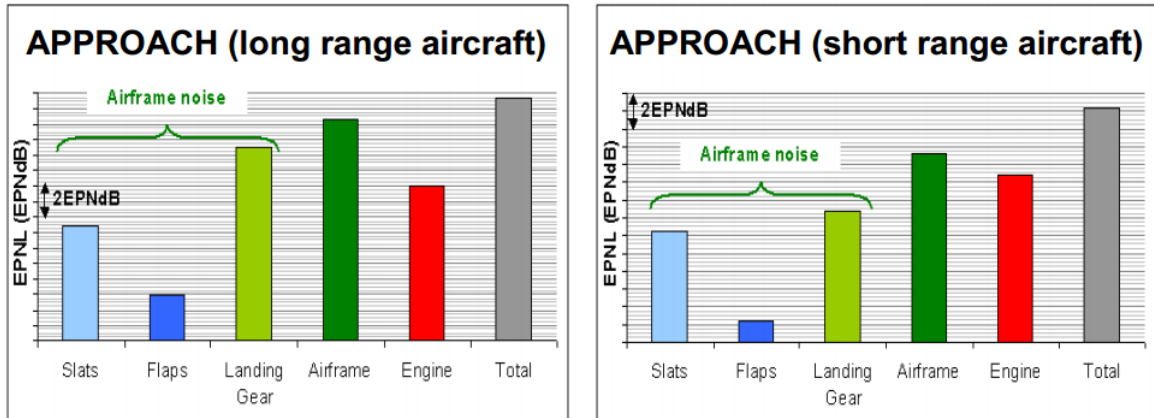 APPROACH (long range aircraft)
Airframe noise
2EPNdB
EPNL (EPNdB)
Slats
Flaps
Landing
Gear
Airframe
Engine
Total
APPROACH (short range aircraft)
2EPNdB
Airframe noise
EPNL (EPNdB)
Slats
Flaps
Landing
Gear
Airframe
Engine
Total